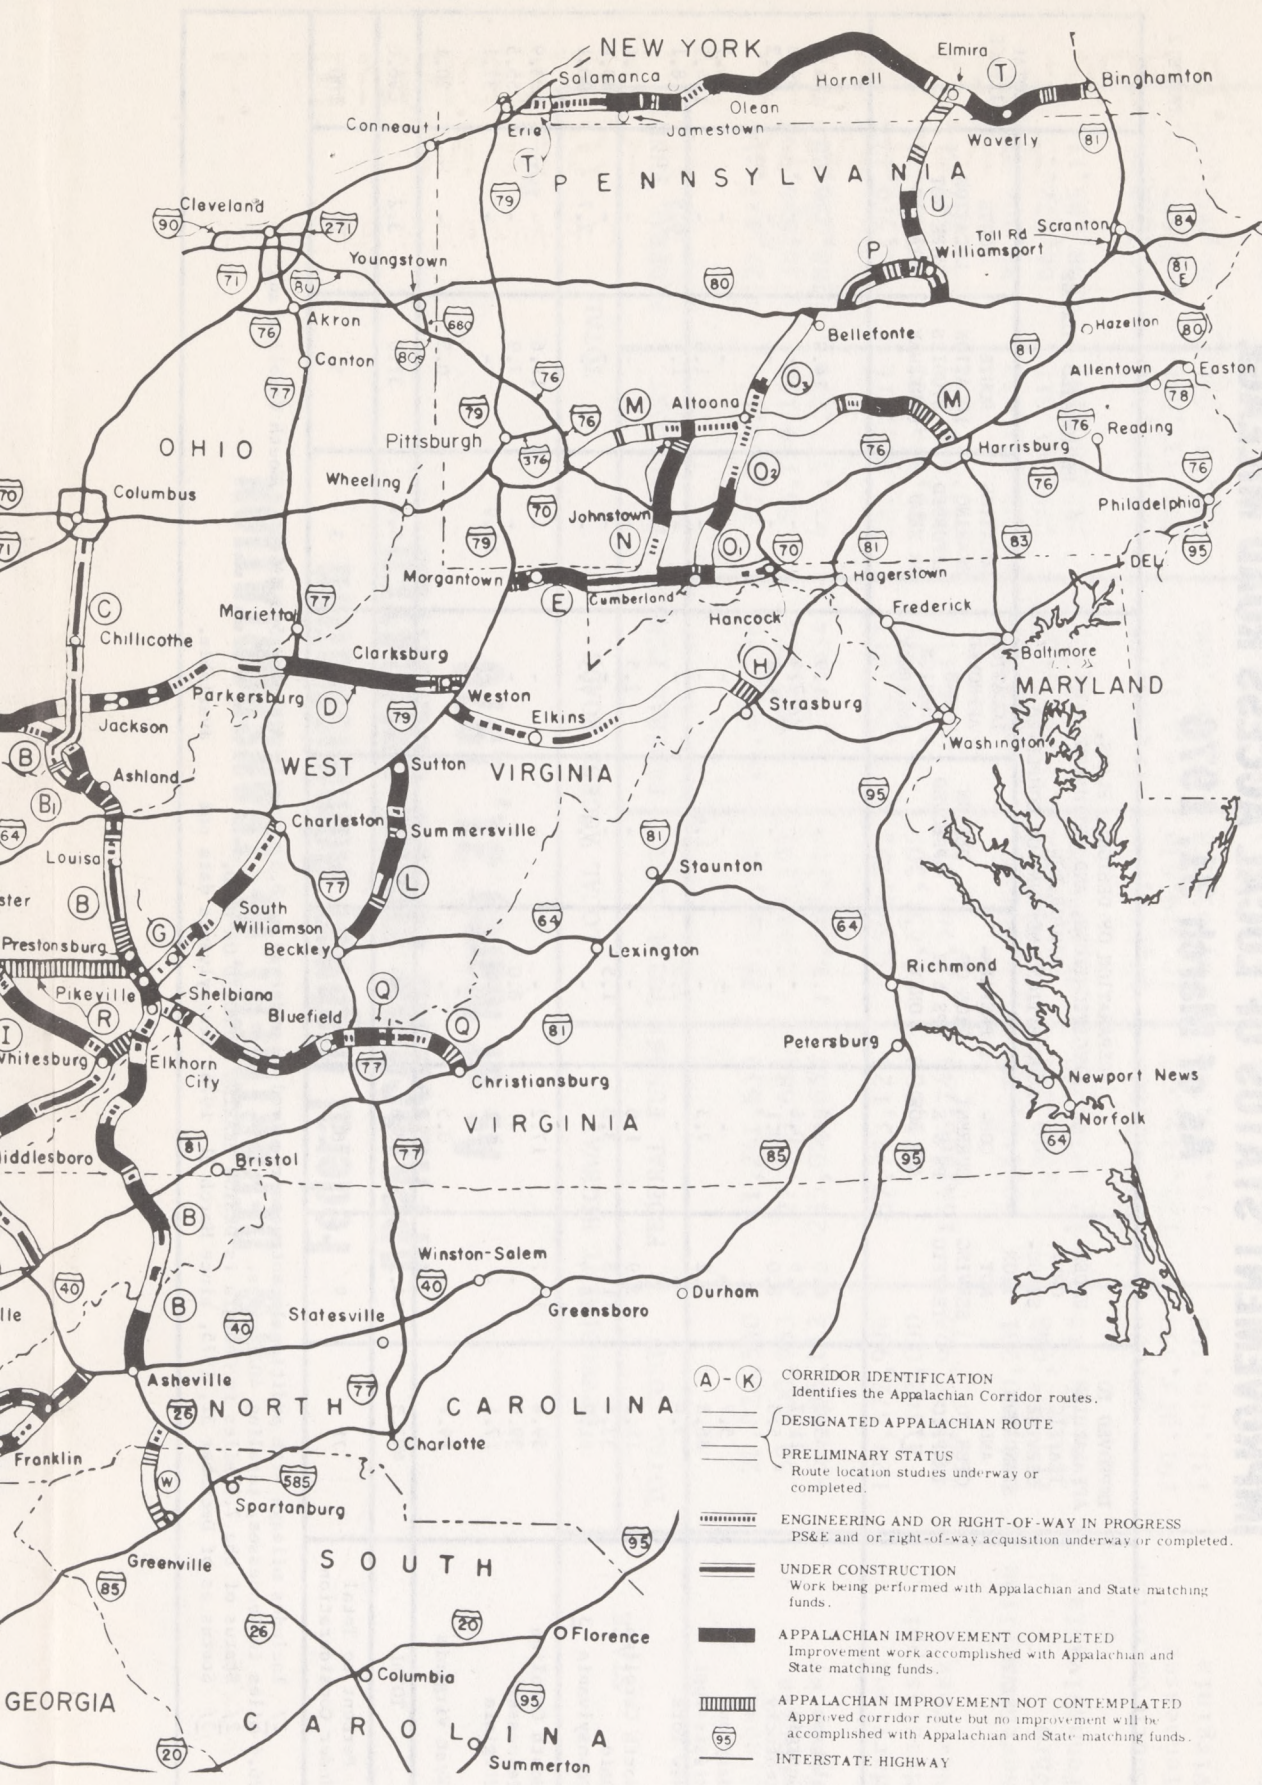 NEW YORK
Elmira
T
Binghamton
Salamanca
Hornell
Olean
Jamestown
Conneaut
Erie
T
Waverly
81
PENNSYLVANIA
79
U
Cleveland
90
271
Toll Rd
Scranton
84
Williamsport
P
81
E
Youngstown
71
80
80
Akron
680
76
80S
Bellefonte
Hazelton
80
81
Canton
77
76
O3
Allentown
Easton
78
79
M
Altoona
M
76
176
Reading
OHIO
Pittsburgh
376
76
Harrisburg
76
76
Wheeling
O2
70
Columbus
Philadelphia
70
Johnstown
71
79
N
O1
70
81
83
95
DEL
Morgantown
E
Cumberland
Hagerstown
C
77
Hancock
Frederick
Marietta
Chillicothe
Clarksburg
H
Baltimore
MARYLAND
Parkersburg
D
Weston
79
Elkins
Strasburg
Jackson
Washington
B
Ashland
WEST VIRGINIA
Sutton
B1
95
64
Charleston
Summersville
81
Louisa
Staunton
77
L
ster
B
South
Williamson
G
64
64
Prestonsburg
Beckley
Lexington
Richmond
Pikeville
Shelbiana
R
Bluefield
Q
Q
81
I
Whitesburg
Elkhorn
City
77
Christiansburg
Petersburg
Newport News
Norfolk
VIRGINIA
64
iddlesboro
81
Bristol
77
85
95
B
Winston-Salem
40
40
B
Statesville
Greensboro
Durham
lle
40
Asheville
77
26
NORTH CAROLINA
Franklin
Charlotte
W
585
Spartanburg
Greenville
SOUTH
95
85
26
20
Florence
Columbia
GEORGIA
95
CAROLINA
20
Summerton
A - K CORRIDOR IDENTIFICATION
Identifies the Appalachian Corridor routes.
DESIGNATED APPALACHIAN ROUTE
PRELIMINARY STATUS
Route location studies underway or
completed.
ENGINEERING AND OR RIGHT-OF-WAY IN PROGRESS
PS&E and or right-of-way acquisition underway or completed.
UNDER CONSTRUCTION
Work being performed with Appalachian and State matching
funds.
APPALACHIAN IMPROVEMENT COMPLETED
Improvement work accomplished with Appalachian and
State matching funds.
APPALACHIAN IMPROVEMENT NOT CONTEMPLATED
Approved corridor route but no improvement will be
accomplished with Appalachian and State matching funds.
95
INTERSTATE HIGHWAY